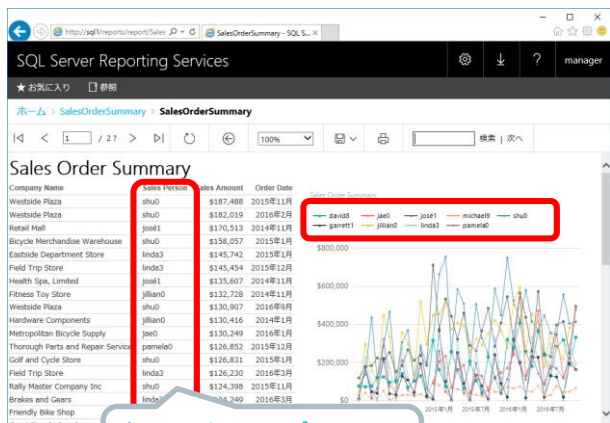 http://sql1/reports/report/Sales
SalesOrderSummary - SQL S...
SQL Server Reporting Services
manager
お気に入り 参照
ホーム > SalesOrderSummary > SalesOrderSummary
1 / 2? 100% 検索 | 次へ
Sales Order Summary
Company Name Sales Person Sales Amount Order Date
Westside Plaza shu0 $187,488 2015年11月
Westside Plaza shu0 $182,019 2016年2月
Retail Mall josé1 $170,513 2014年11月
Bicycle Merchandise Warehouse shu0 $158,057 2015年1月
Eastside Department Store linda3 $145,742 2015年1月
Field Trip Store linda3 $145,454 2015年12月
Health Spa, Limited josé1 $135,607 2014年11月
Fitness Toy Store jillian0 $132,728 2014年11月
Westside Plaza shu0 $130,907 2016年9月
Hardware Components jillian0 $130,416 2014年1月
Metropolitan Bicycle Supply jae0 $130,249 2016年1月
Thorough Parts and Repair Service pamela0 $126,852 2015年12月
Golf and Cycle Store shu0 $126,831 2015年1月
Field Trip Store linda3 $126,230 2016年3月
Rally Master Company Inc shu0 $124,398 2015年11月
Brakes and Gears linda3 2016年1月
Friendly Bike Shop
Sales Order Summary
david8 jae0 josé1 michael9 shu0
garrett1 jillian0 linda3 pamela0
$800,000
$600,000
$400,000
$200,000
$0
2015年1月 2015年7月 2016年1月 2016年7月